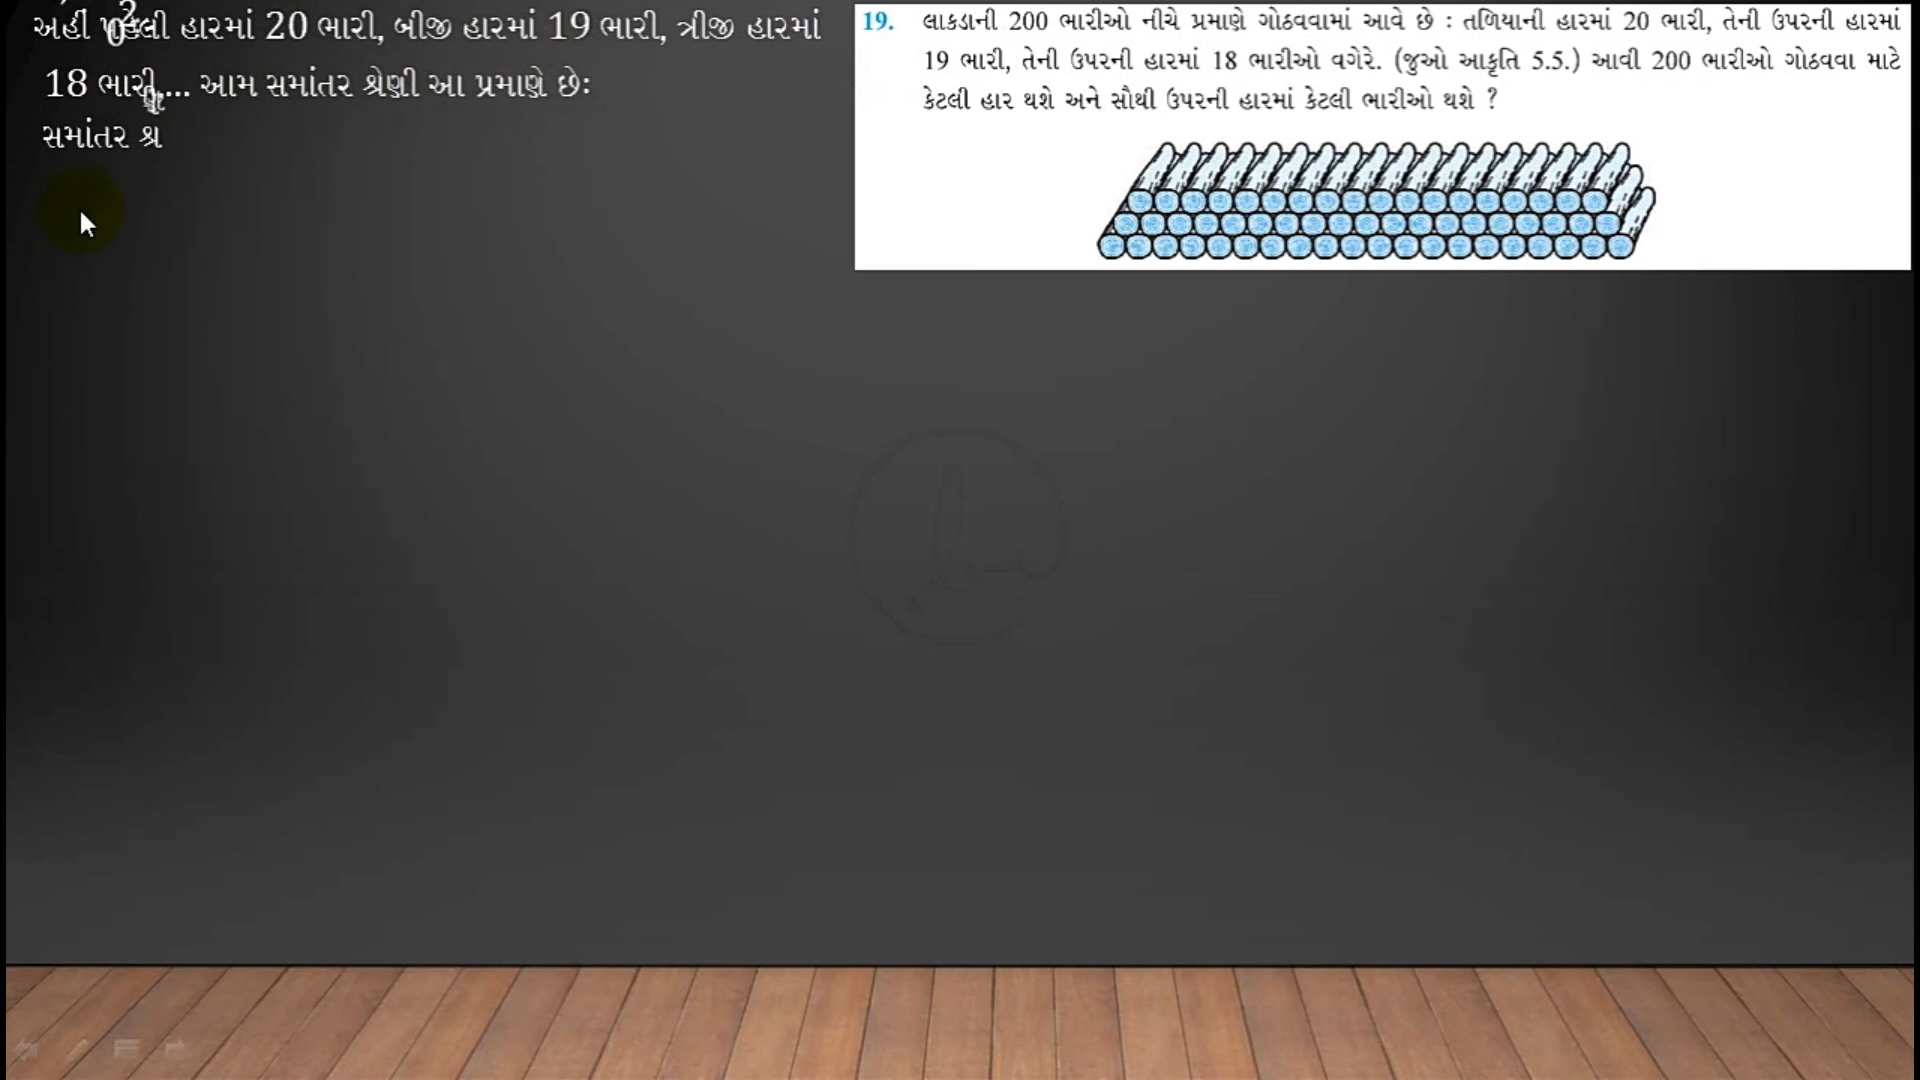 અહીં પહેલી હારમાં 20 ભારી, બીજી હારમાં 19 ભારી, ત્રીજી હારમાં
18 ભારી,... આમ સમાંતર શ્રેણી આ પ્રમાણે છેઃ
સમાંતર શ્ર
19. લાકડાની 200 ભારીઓ નીચે પ્રમાણે ગોઠવવામાં આવે છે : તળિયાની હારમાં 20 ભારી, તેની ઉપરની હારમાં
19 ભારી, તેની ઉપરની હારમાં 18 ભારીઓ વગેરે. (જુઓ આકૃતિ 5.5.) આવી 200 ભારીઓ ગોઠવવા માટે
કેટલી હાર થશે અને સૌથી ઉપરની હારમાં કેટલી ભારીઓ થશે ?